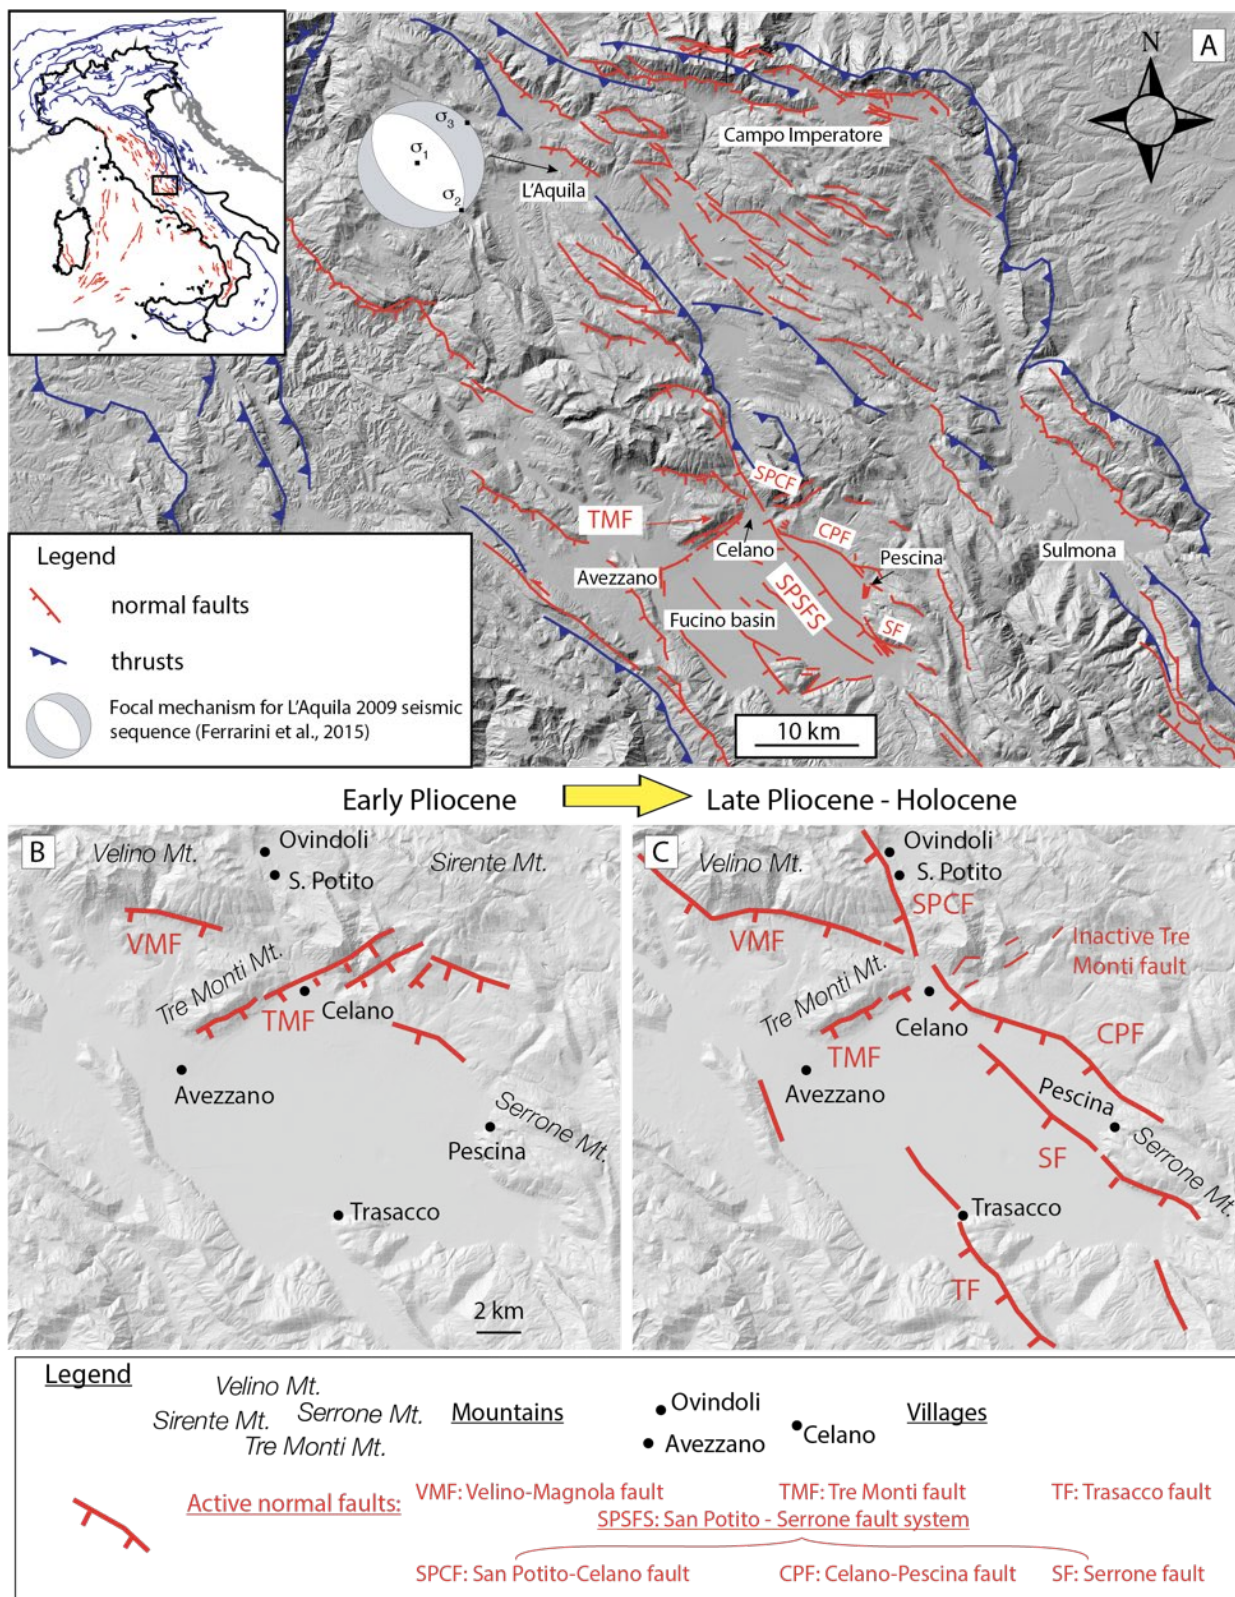 A
N
σ3
σ1
σ2
Campo Imperatore
L'Aquila
SPCF
TMF
CPF
Celano
Pescina
Sulmona
Avezzano
SPSFS
Fucino basin
SF
10 km
Legend
normal faults
thrusts
Focal mechanism for L'Aquila 2009 seismic
sequence (Ferrarini et al., 2015)
Early Pliocene
Late Pliocene - Holocene
B
Velino Mt.
Ovindoli
S. Potito
Sirente Mt.
VMF
Tre Monti Mt.
TMF
Celano
Avezzano
Serrone Mt.
Pescina
Trasacco
2 km
C
Velino Mt.
Ovindoli
S. Potito
SPCF
VMF
Inactive Tre
Monti fault
Tre Monti Mt.
Celano
TMF
CPF
Avezzano
Pescina
SF
Serrone Mt.
Trasacco
TF
Legend
Velino Mt.
Sirente Mt.
Serrone Mt.
Tre Monti Mt.
Mountains
Ovindoli
Avezzano
Celano
Villages
Active normal faults:
VMF: Velino-Magnola fault
TMF: Tre Monti fault
TF: Trasacco fault
SPSFS: San Potito - Serrone fault system
SPCF: San Potito-Celano fault
CPF: Celano-Pescina fault
SF: Serrone fault